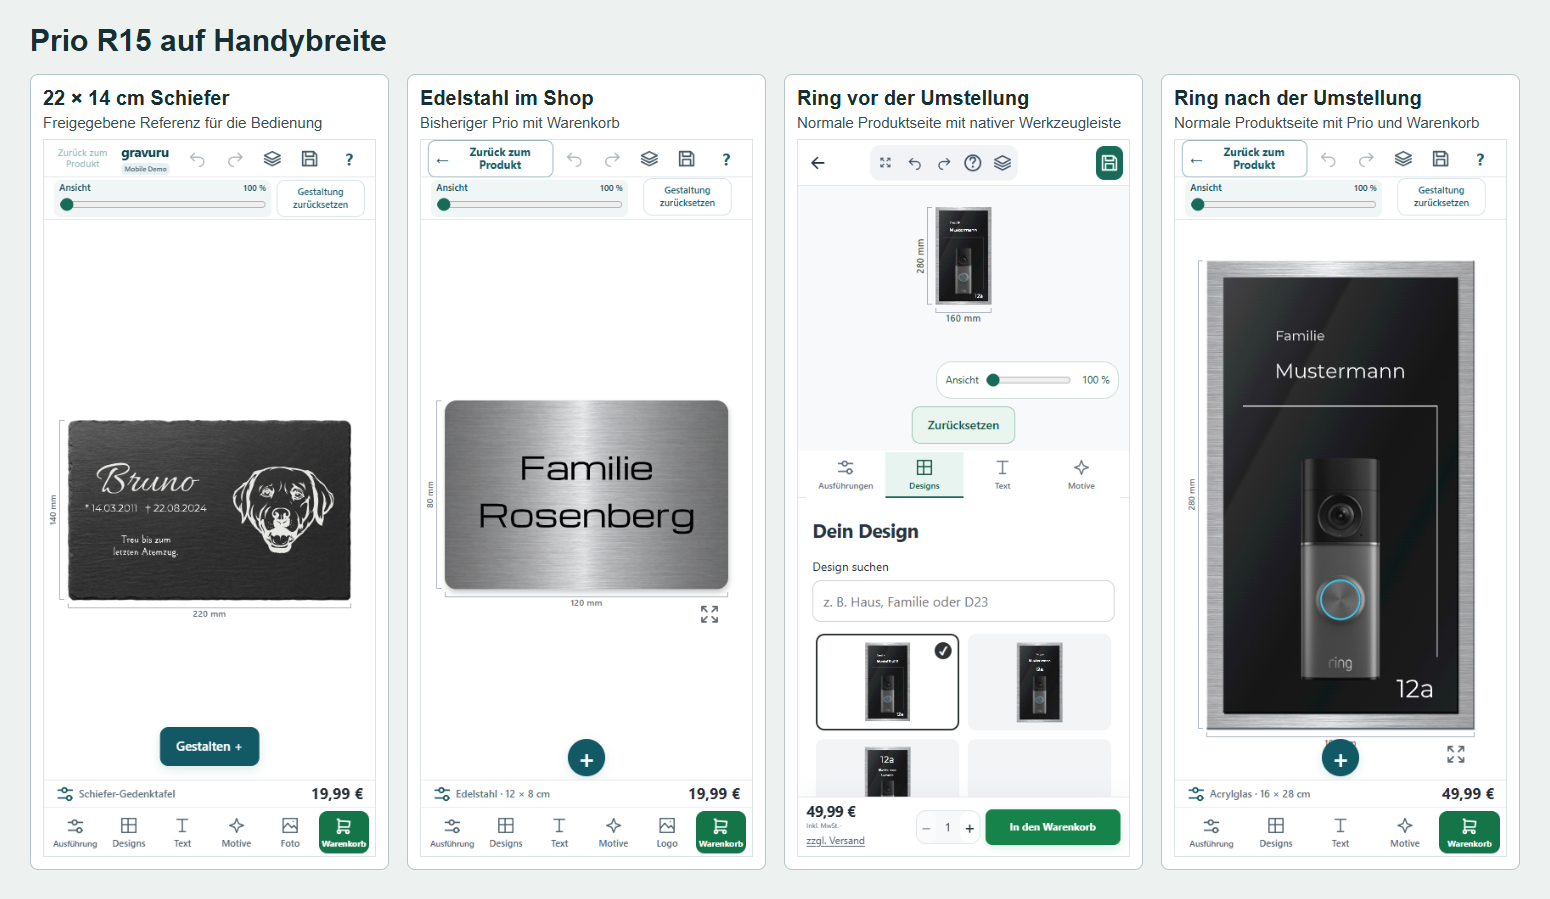 Prio R15 auf Handybreite
22 × 14 cm Schiefer
Freigegebene Referenz für die Bedienung
Zurück zum
Produkt
gravuru
Mobile Demo
?
Ansicht
100 %
Gestaltung
zurücksetzen
Bruno
* 14.03.2011 † 22.08.2024
Treu bis zum
letzten Atemzug.
140 mm
220 mm
Gestalten +
Schiefer-Gedenktafel
19,99 €
Ausführung
Designs
Text
Motive
Foto
Warenkorb
Edelstahl im Shop
Bisheriger Prio mit Warenkorb
← Zurück zum
Produkt
?
Ansicht
100 %
Gestaltung
zurücksetzen
Familie
Rosenberg
80 mm
120 mm
+
Edelstahl · 12 × 8 cm
19,99 €
Ausführung
Designs
Text
Motive
Logo
Warenkorb
Ring vor der Umstellung
Normale Produktseite mit nativer Werkzeugleiste
?
Mustermann
12a
280 mm
160 mm
Ansicht
100 %
Zurücksetzen
Ausführungen
Designs
Text
Motive
Dein Design
Design suchen
z. B. Haus, Familie oder D23
12a
Mustermann
12a
12a
49,99 €
Inkl. MwSt.
zzgl. Versand
− 1 +
In den Warenkorb
Ring nach der Umstellung
Normale Produktseite mit Prio und Warenkorb
← Zurück zum
Produkt
?
Ansicht
100 %
Gestaltung
zurücksetzen
Familie
Mustermann
ring
12a
280 mm
+
Acrylglas · 16 × 28 cm
49,99 €
Ausführung
Designs
Text
Motive
Warenkorb